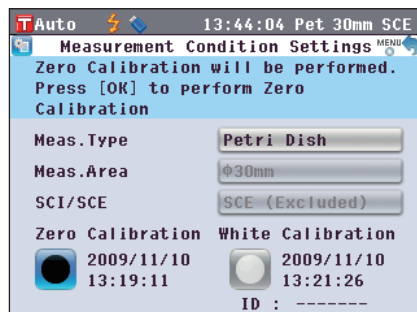 TAuto 13:44:04 Pet 30mm SCE
Measurement Condition Settings MENU
Zero Calibration will be performed.
Press [OK] to perform Zero
Calibration
Meas.Type Petri Dish
Meas.Area Φ30mm
SCI/SCE SCE (Excluded)
Zero Calibration White Calibration
2009/11/10 2009/11/10
13:19:11 13:21:26
ID : -------